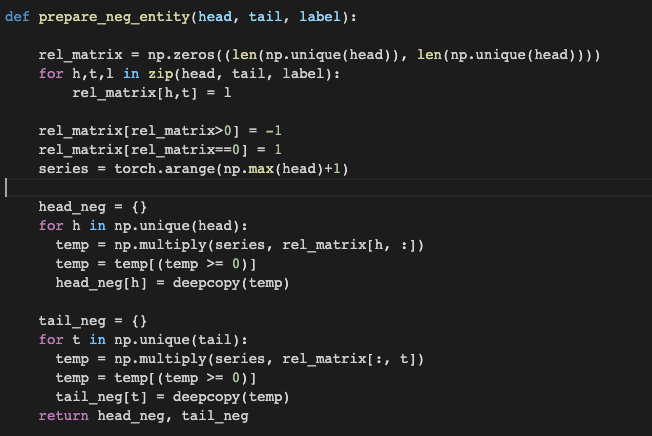 def prepare_neg_entity(head, tail, label):
rel_matrix = np.zeros((len(np.unique(head)), len(np.unique(head))))
for h,t,l in zip(head, tail, label):
rel_matrix[h,t] = l
rel_matrix[rel_matrix>0] = -1
rel_matrix[rel_matrix==0] = 1
series = torch.arange(np.max(head)+1)
head_neg = {}
for h in np.unique(head):
temp = np.multiply(series, rel_matrix[h, :])
temp = temp[(temp >= 0)]
head_neg[h] = deepcopy(temp)
tail_neg = {}
for t in np.unique(tail):
temp = np.multiply(series, rel_matrix[:, t])
temp = temp[(temp >= 0)]
tail_neg[t] = deepcopy(temp)
return head_neg, tail_neg